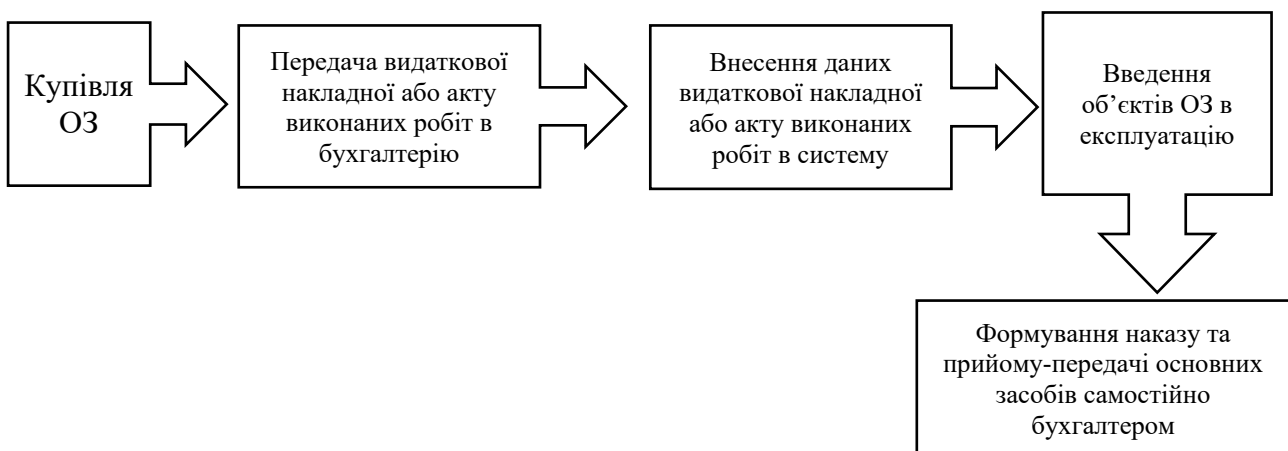 Купівля
ОЗ
Передача видаткової
накладної або акту
виконаних робіт в
бухгалтерію
Внесення даних
видаткової накладної
або акту виконаних
робіт в систему
Введення
об’єктів ОЗ в
експлуатацію
Формування наказу та
прийому-передачі основних
засобів самостійно
бухгалтером